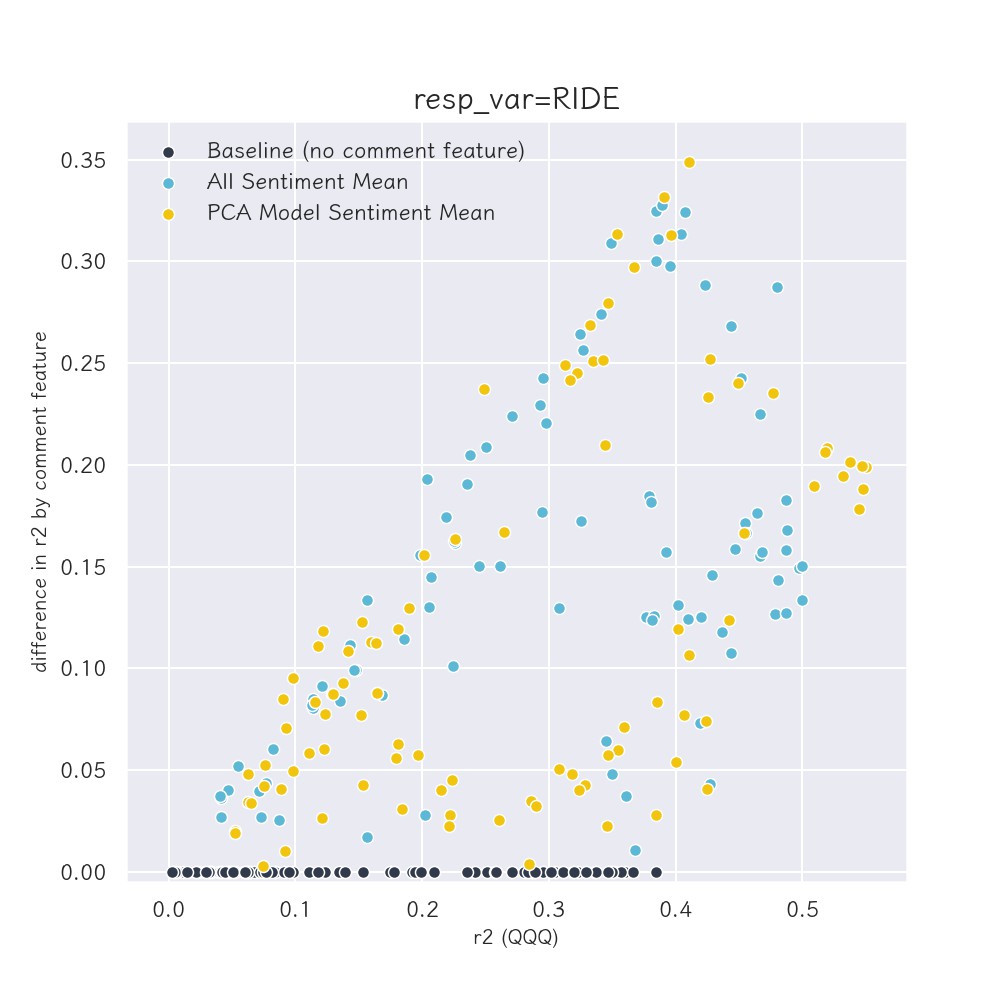 resp_var=RIDE
Baseline (no comment feature)
All Sentiment Mean
PCA Model Sentiment Mean
difference in r2 by comment feature
0.35
0.30
0.25
0.20
0.15
0.10
0.05
0.00
0.0 0.1 0.2 0.3 0.4 0.5
r2 (QQQ)